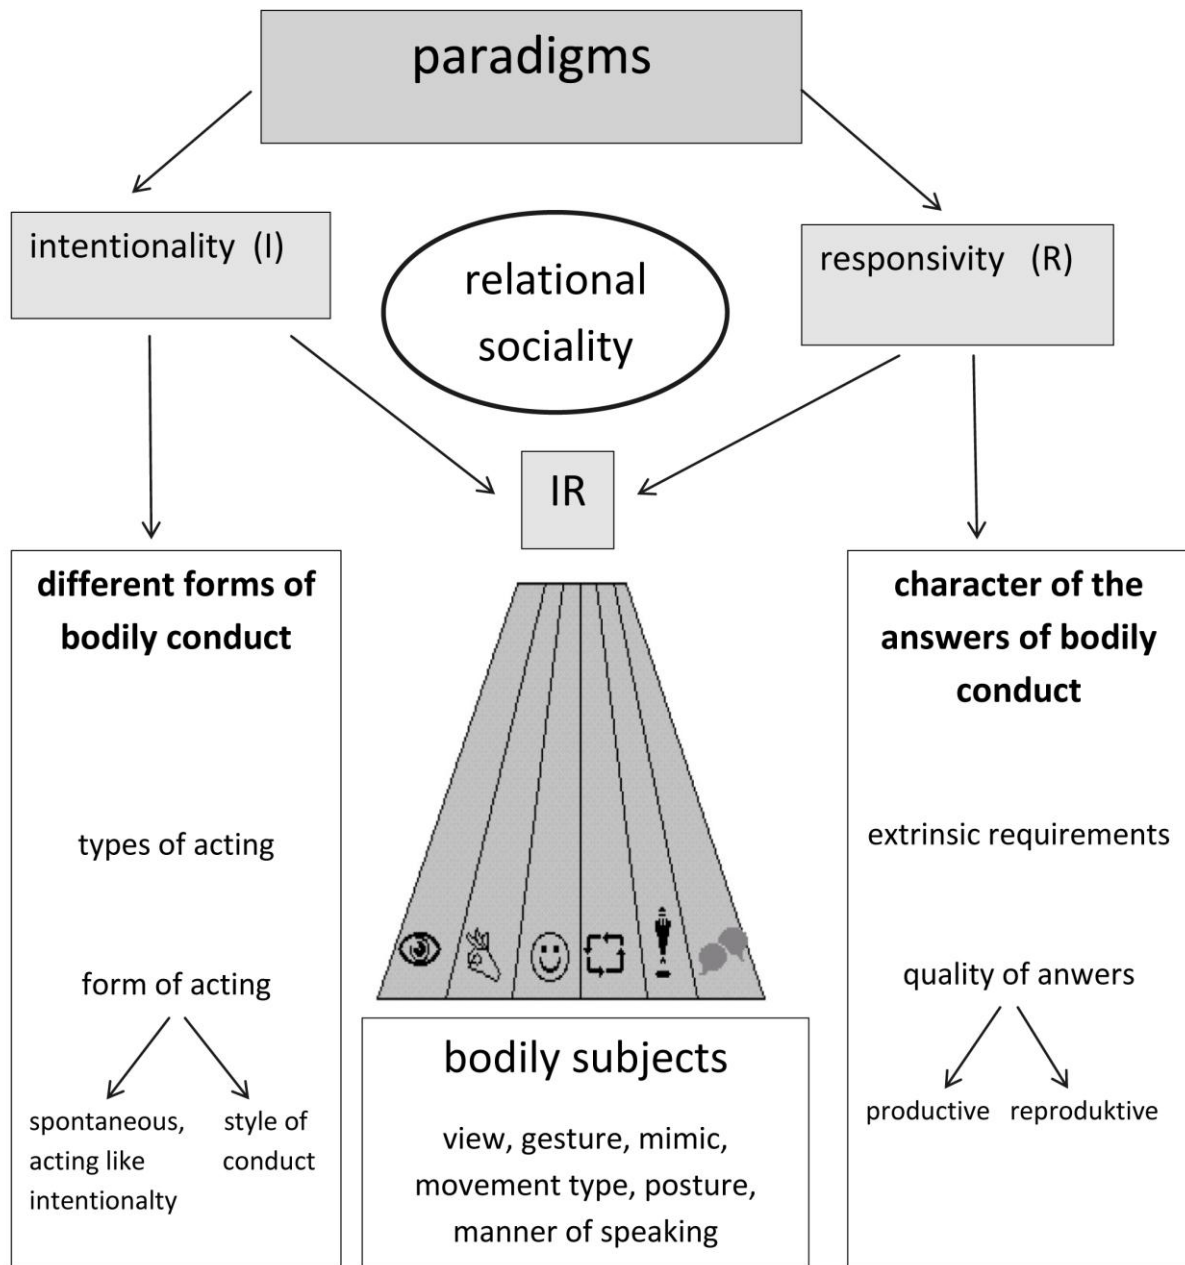 paradigms
intentionality (I)
relational
sociality
responsivity (R)
IR
different forms of
bodily conduct
types of acting
form of acting
spontaneous,
acting like
intentionalty
style of
conduct
bodily subjects
view, gesture, mimic,
movement type, posture,
manner of speaking
character of the
answers of bodily
conduct
extrinsic requirements
quality of anwers
productive
reproduktive